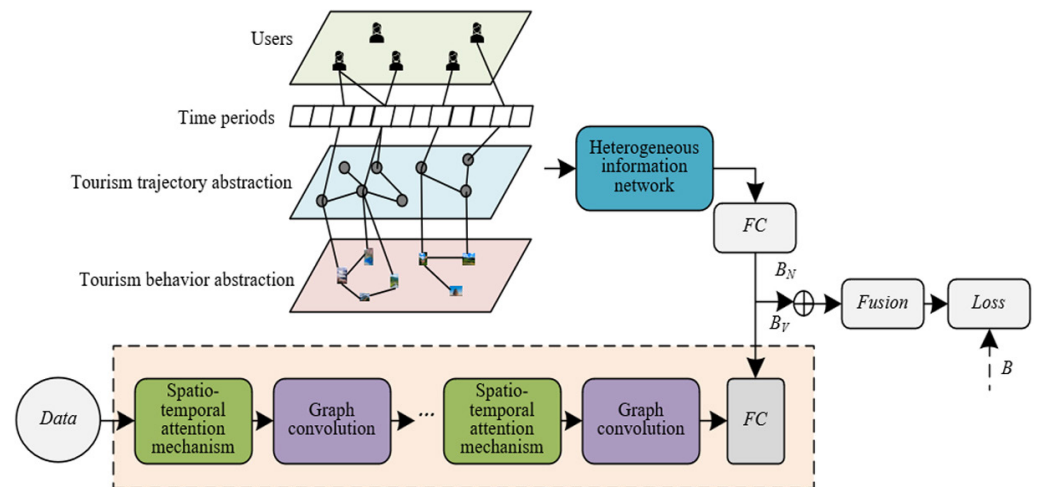 Users
Time periods
Tourism trajectory abstraction
Tourism behavior abstraction
Heterogeneous
information
network
FC
B_N
B_V
Fusion
Loss
B
Data
Spatio-
temporal
attention
mechanism
Graph
convolution
...
Spatio-
temporal
attention
mechanism
Graph
convolution
FC